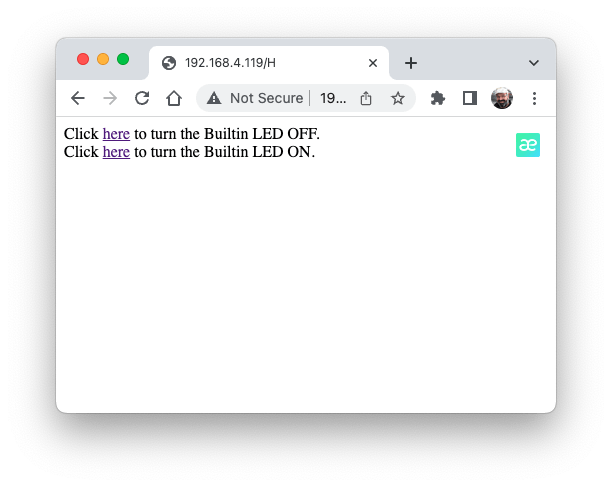 192.168.4.119/H
Not Secure
19...
Click here to turn the Builtin LED OFF.
Click here to turn the Builtin LED ON.
æ